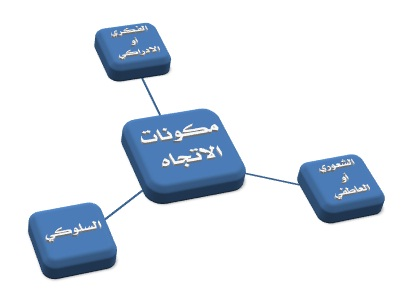 الفكري
أو
الادراكي
مكونات
الاتجاه
الشعوري
أو
العاطفي
السلوكي